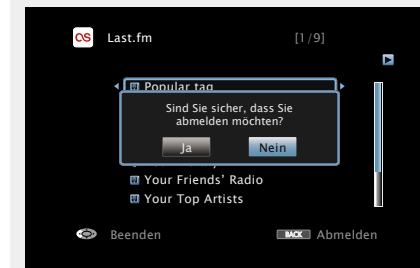 Last.fm [1/9]
Popular tag
Sind Sie sicher, dass Sie
abmelden möchten?
Ja Nein
Your Friends' Radio
Your Top Artists
Beenden BACK Abmelden